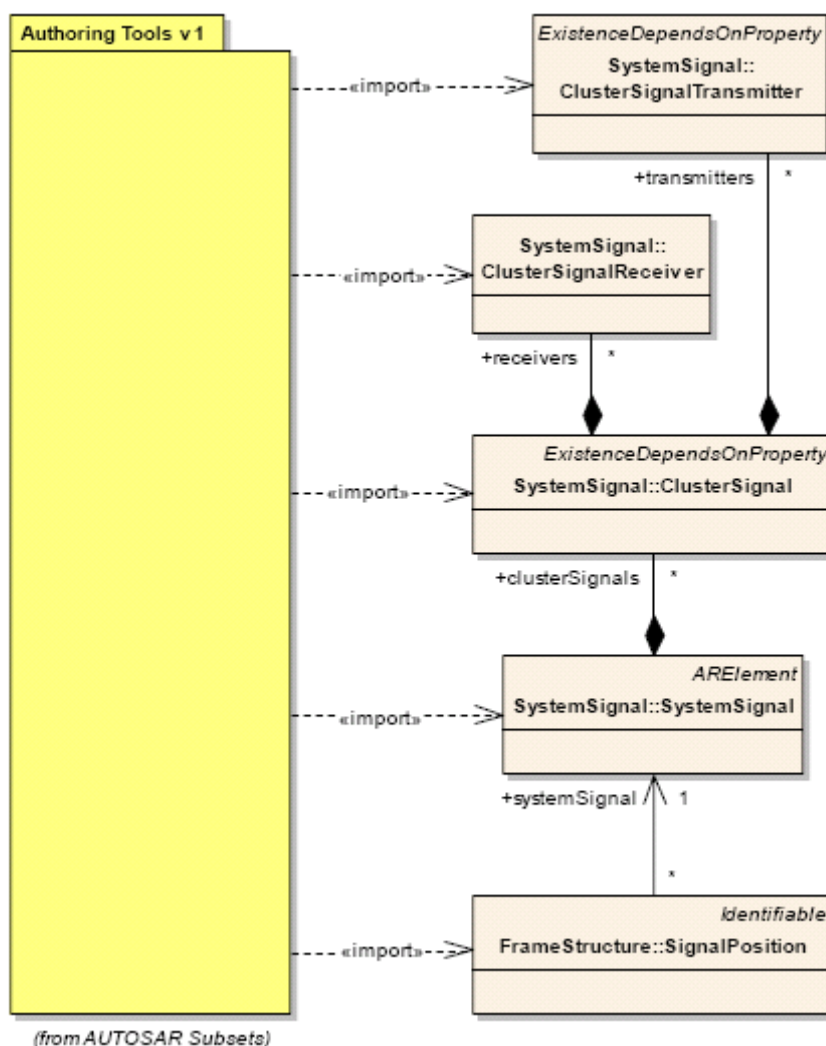 Authoring Tools v1
ExistenceDependsOnProperty
SystemSignal::
ClusterSignalTransmitter
«import»
+transmitters *
SystemSignal::
ClusterSignalReceiver
«import»
+receivers *
ExistenceDependsOnProperty
SystemSignal::ClusterSignal
«import»
+clusterSignals *
ARElement
SystemSignal::SystemSignal
«import»
+systemSignal 1
*
Identifiable
FrameStructure::SignalPosition
«import»
(from AUTOSAR Subsets)